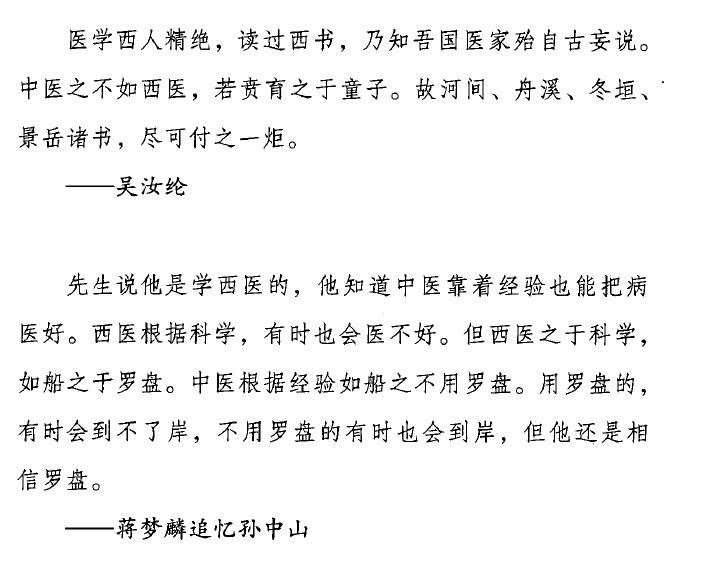 医学西人精绝，读过西书，乃知吾国医家殆自古妄说。
中医之不如西医，若贲育之于童子。故河间、丹溪、冬垣、
景岳诸书，尽可付之一炬。
——吴汝纶
先生说他是学西医的，他知道中医靠着经验也能把病
医好。西医根据科学，有时也会医不好。但西医之于科学，
如船之于罗盘。中医根据经验如船之不用罗盘。用罗盘的，
有时会到不了岸，不用罗盘的有时也会到岸，但他还是相
信罗盘。
——蒋梦麟追忆孙中山